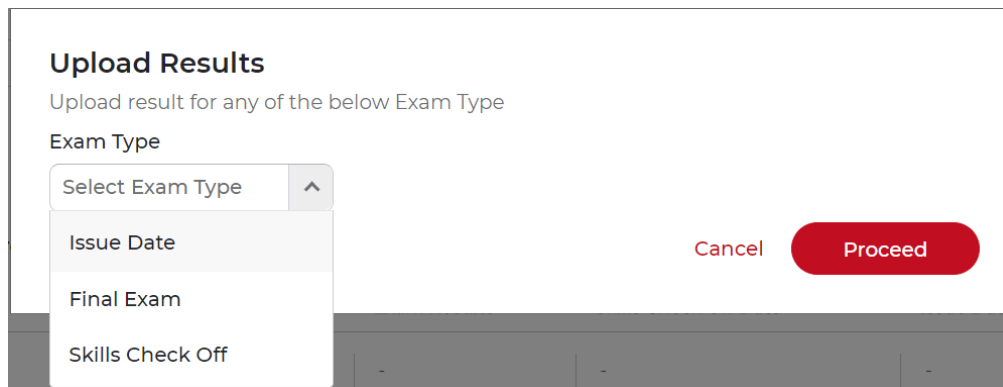 Upload Results
Upload result for any of the below Exam Type
Exam Type
Select Exam Type
Issue Date
Cancel
Proceed
Final Exam
Skills Check Off
-
-
-